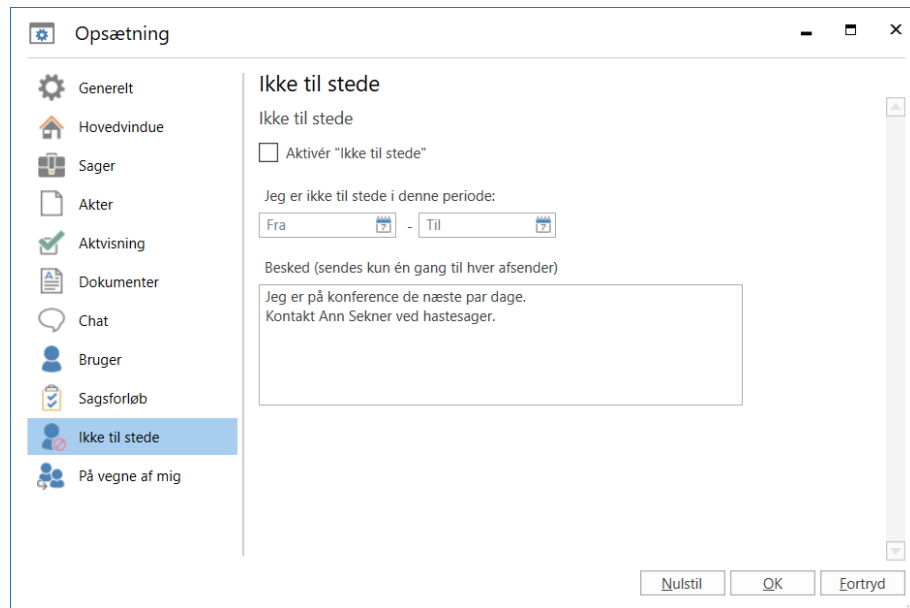 Opsætning
Generelt
Hovedvindue
Sager
Akter
Aktvisning
Dokumenter
Chat
Bruger
Sagsforløb
Ikke til stede
På vegne af mig
Ikke til stede
Ikke til stede
Aktivér "Ikke til stede"
Jeg er ikke til stede i denne periode:
Fra 7 - Til 7
Besked (sendes kun én gang til hver afsender)
Jeg er på konference de næste par dage.
Kontakt Ann Sekner ved hastesager.
Nulstil OK Fortryd